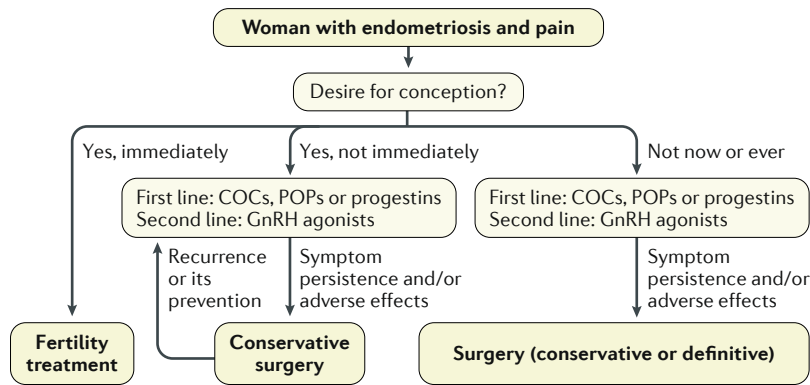 Woman with endometriosis and pain
Desire for conception?
Yes, immediately
Yes, not immediately
Not now or ever
First line: COCs, POPs or progestins
Second line: GnRH agonists
First line: COCs, POPs or progestins
Second line: GnRH agonists
Recurrence
or its
prevention
Symptom
persistence and/or
adverse effects
Symptom
persistence and/or
adverse effects
Fertility
treatment
Conservative
surgery
Surgery (conservative or definitive)